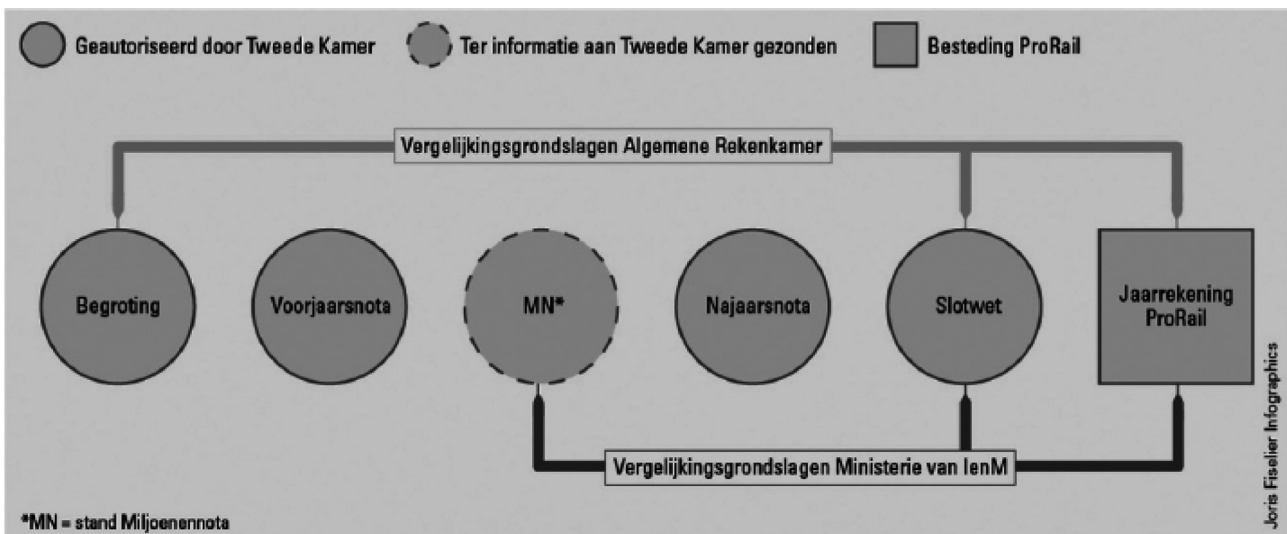 Geautoriseerd door Tweede Kamer
Ter informatie aan Tweede Kamer gezonden
Besteding ProRail
Vergelijkingsgrondslagen Algemene Rekenkamer
Begroting
Voorjaarsnota
MN*
Najaarsnota
Slotwet
Jaarrekening
ProRail
Vergelijkingsgrondslagen Ministerie van IenM
*MN = stand Miljoenennota
Joris Fiselier Infographics